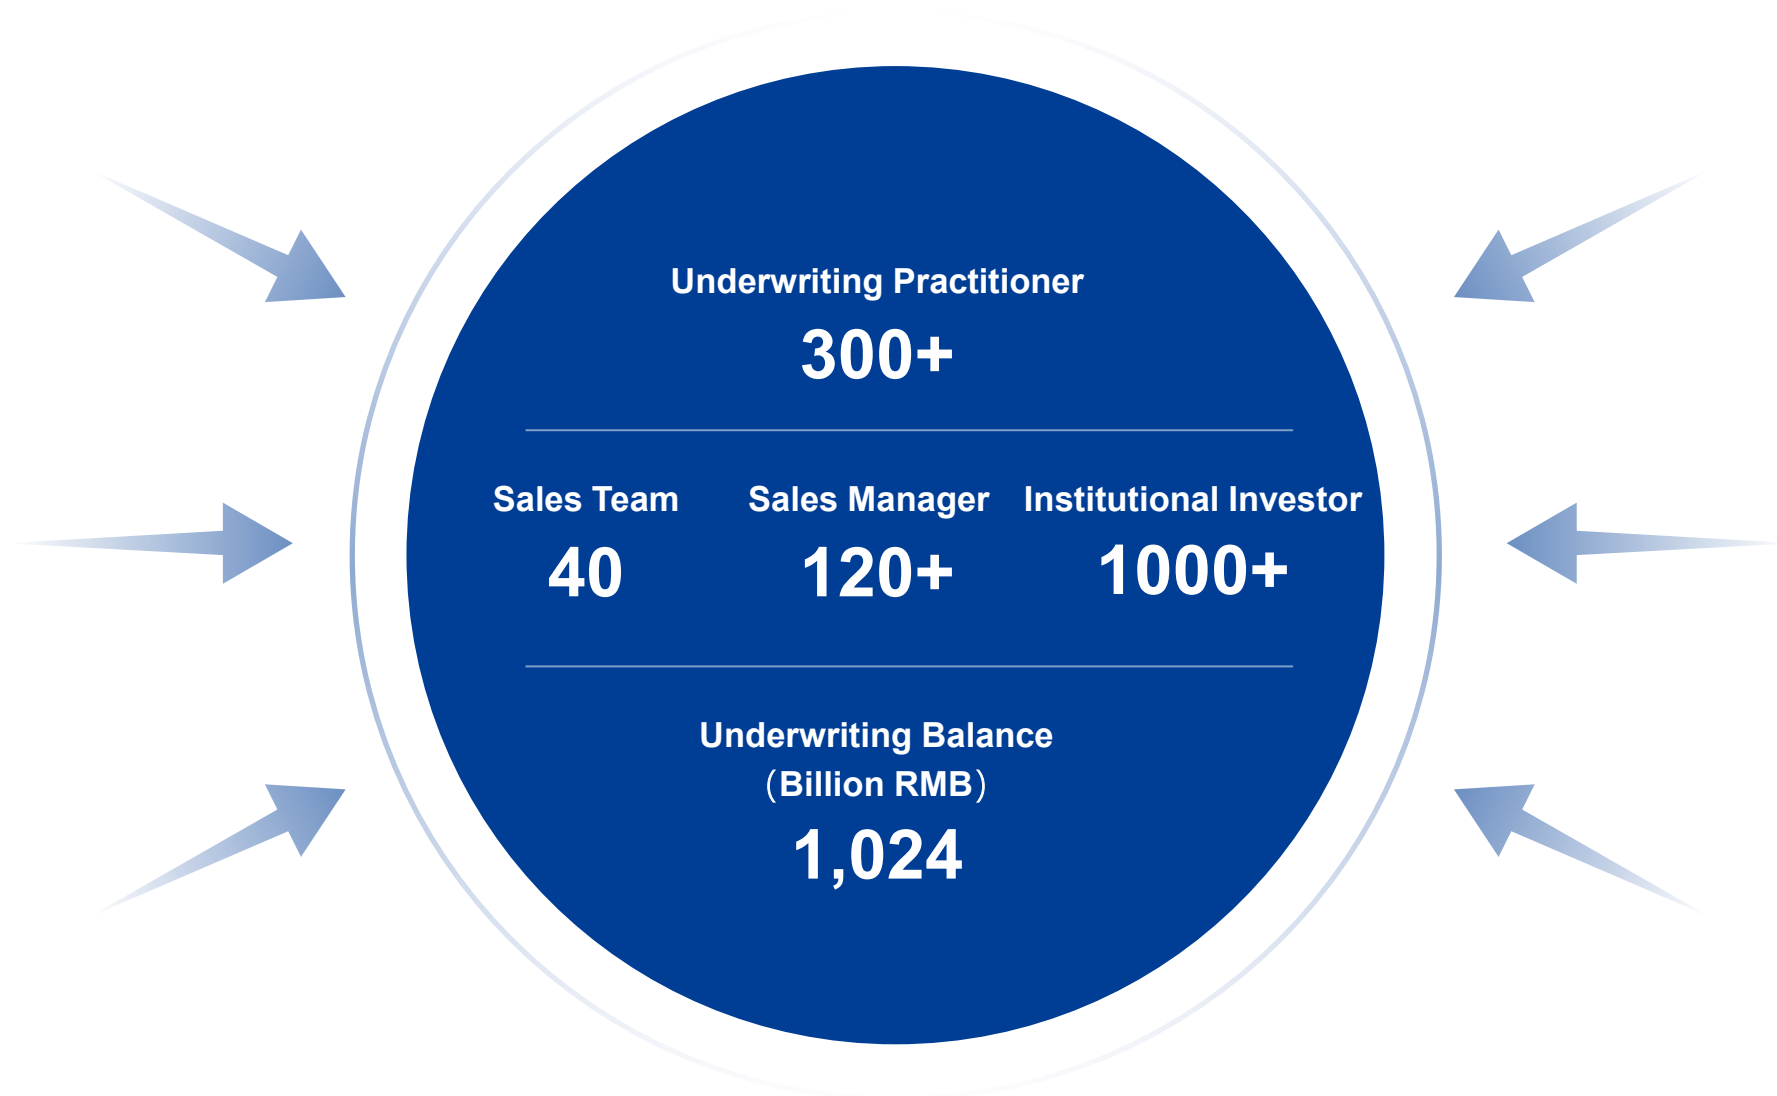 Underwriting Practitioner
300+
Sales Team
40
Sales Manager
120+
Institutional Investor
1000+
Underwriting Balance
（Billion RMB）
1,024